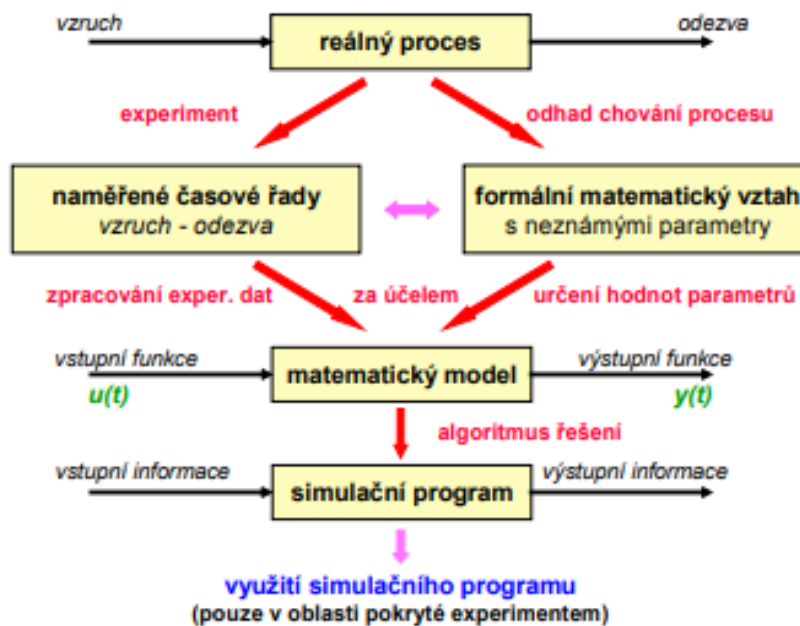 vzruch
reálný proces
odezva
experiment
odhad chování procesu
naměřené časové řady
vzruch - odezva
formální matematický vztah
s neznámými parametry
zpracování exper. dat
za účelem
určení hodnot parametrů
vstupní funkce
u(t)
matematický model
výstupní funkce
y(t)
algoritmus řešení
vstupní informace
simulační program
výstupní informace
využití simulačního programu
(pouze v oblasti pokryté experimentem)